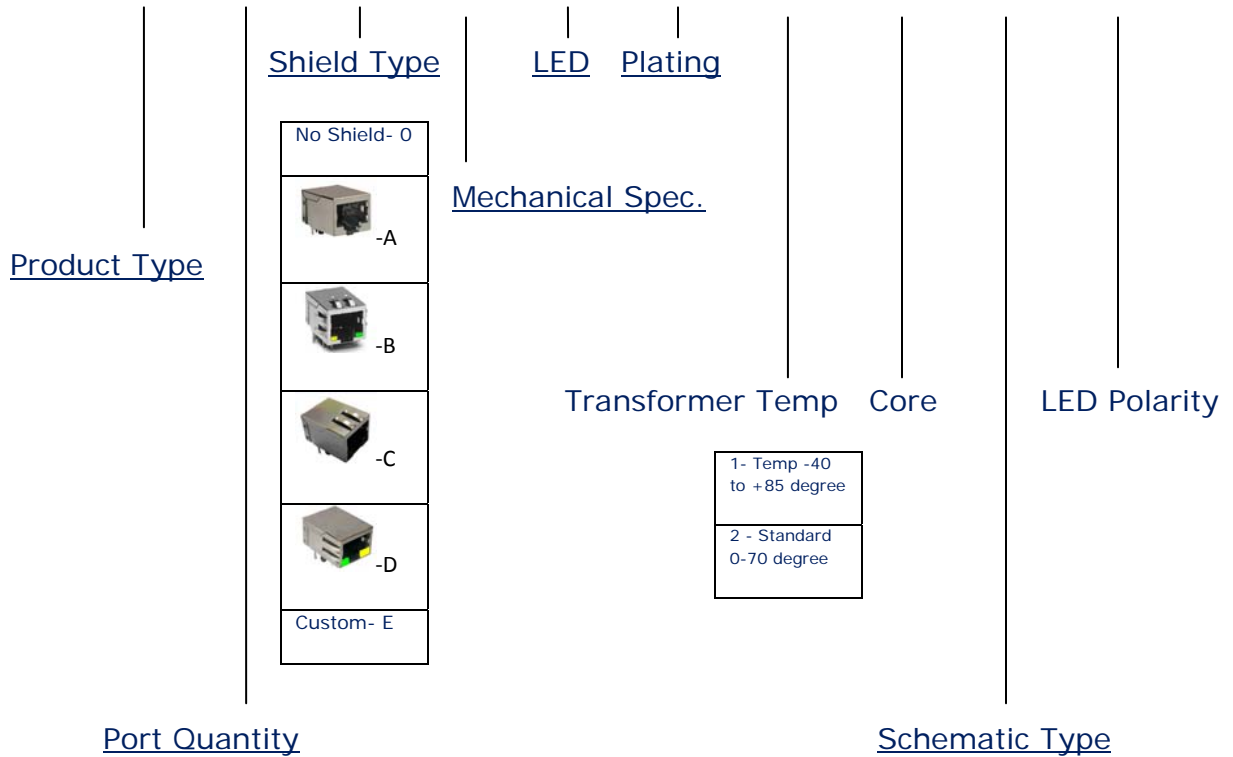 Shield Type
LED
Plating
No Shield- 0
Mechanical Spec.
-A
Product Type
-B
Transformer Temp
Core
LED Polarity
-C
1- Temp -40
to +85 degree
2 - Standard
0-70 degree
-D
Custom- E
Port Quantity
Schematic Type